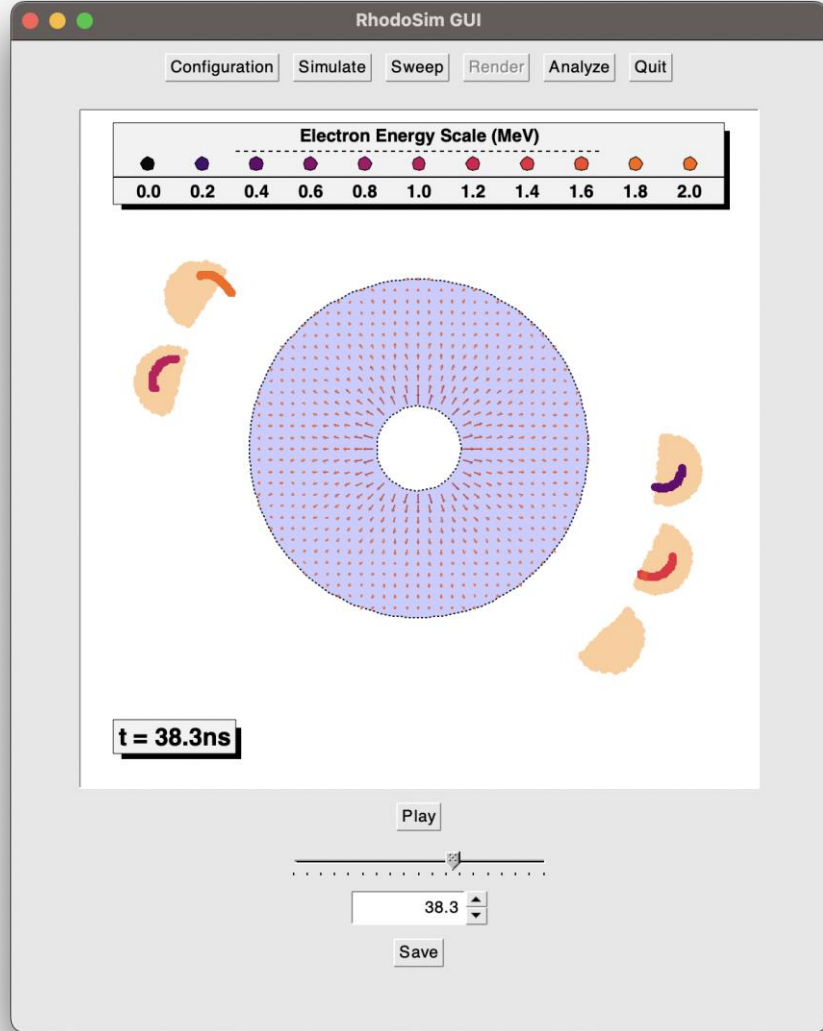 RhodoSim GUI
Configuration Simulate Sweep Render Analyze Quit
Electron Energy Scale (MeV)
0.0 0.2 0.4 0.6 0.8 1.0 1.2 1.4 1.6 1.8 2.0
t = 38.3ns
Play
38.3
Save